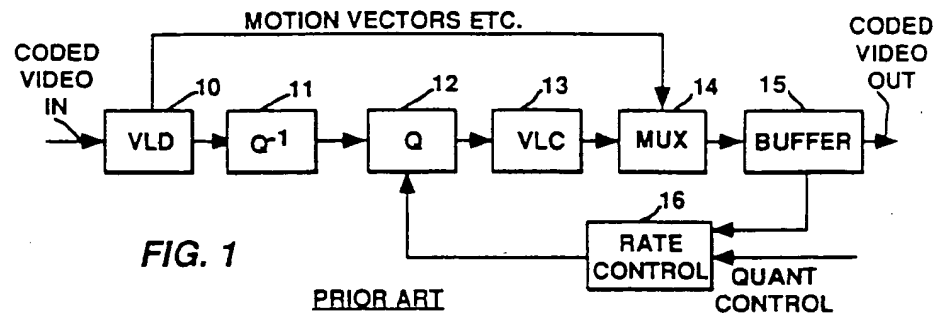 MOTION VECTORS ETC.
CODED
VIDEO
IN
CODED
VIDEO
OUT
10
11
12
13
14
15
VLD
Q-1
Q
VLC
MUX
BUFFER
16
RATE
CONTROL
QUANT
CONTROL
FIG. 1
PRIOR ART